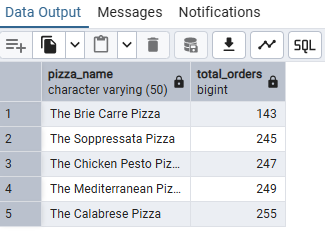 Data Output Messages Notifications
SQL
pizza_name total_orders
character varying (50) bigint
1 The Brie Carre Pizza 143
2 The Soppressata Pizza 245
3 The Chicken Pesto Piz... 247
4 The Mediterranean Piz... 249
5 The Calabrese Pizza 255